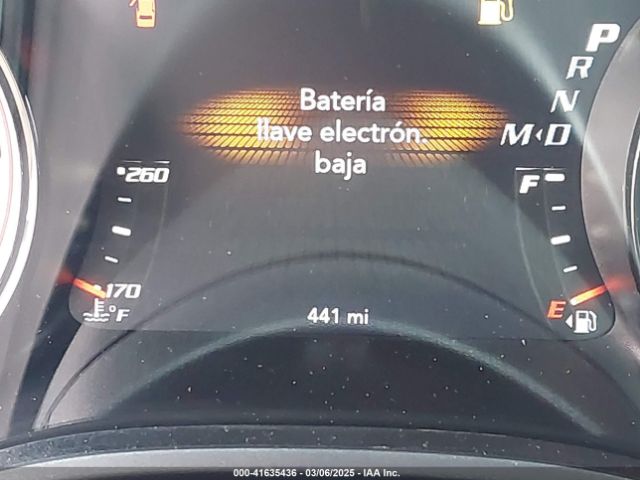 P
R
N
M◂D
Batería
llave electrón.
baja
260
F
170
°F
E
441 mi
000-41635436 - 03/06/2025 - IAA Inc.